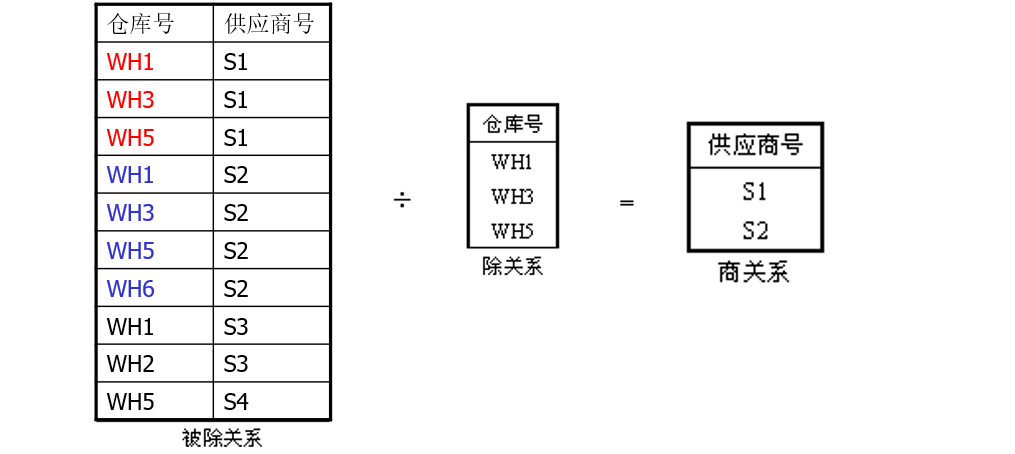 仓库号 供应商号
WH1 S1
WH3 S1
WH5 S1
WH1 S2
WH3 S2
WH5 S2
WH6 S2
WH1 S3
WH2 S3
WH5 S4
被除关系
÷
仓库号
WH1
WH3
WH5
除关系
=
供应商号
S1
S2
商关系